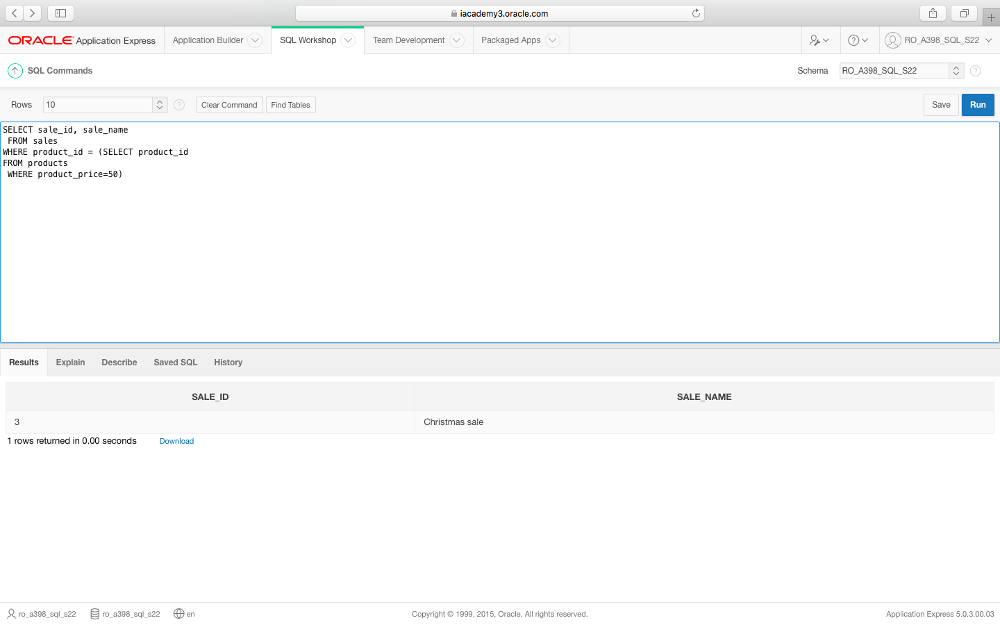 iacademy3.oracle.com
ORACLE Application Express Application Builder SQL Workshop Team Development Packaged Apps RO_A398_SQL_S22
SQL Commands Schema RO_A398_SQL_S22
Rows 10 Clear Command Find Tables Save Run
SELECT sale_id, sale_name
FROM sales
WHERE product_id = (SELECT product_id
FROM products
WHERE product_price=50)
Results Explain Describe Saved SQL History
SALE_ID SALE_NAME
3 Christmas sale
1 rows returned in 0.00 seconds Download
ro_a398_sql_s22 ro_a398_sql_s22 en Copyright © 1999, 2015, Oracle. All rights reserved. Application Express 5.0.3.00.03